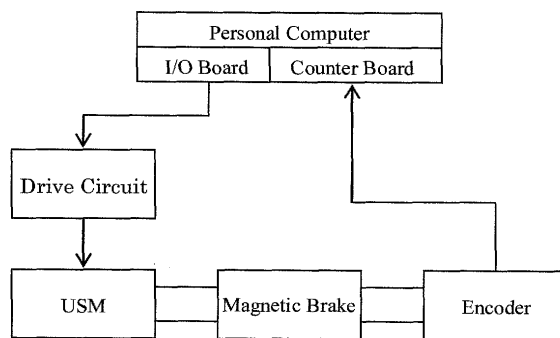 Personal Computer
I/O Board
Counter Board
Drive Circuit
USM
Magnetic Brake
Encoder